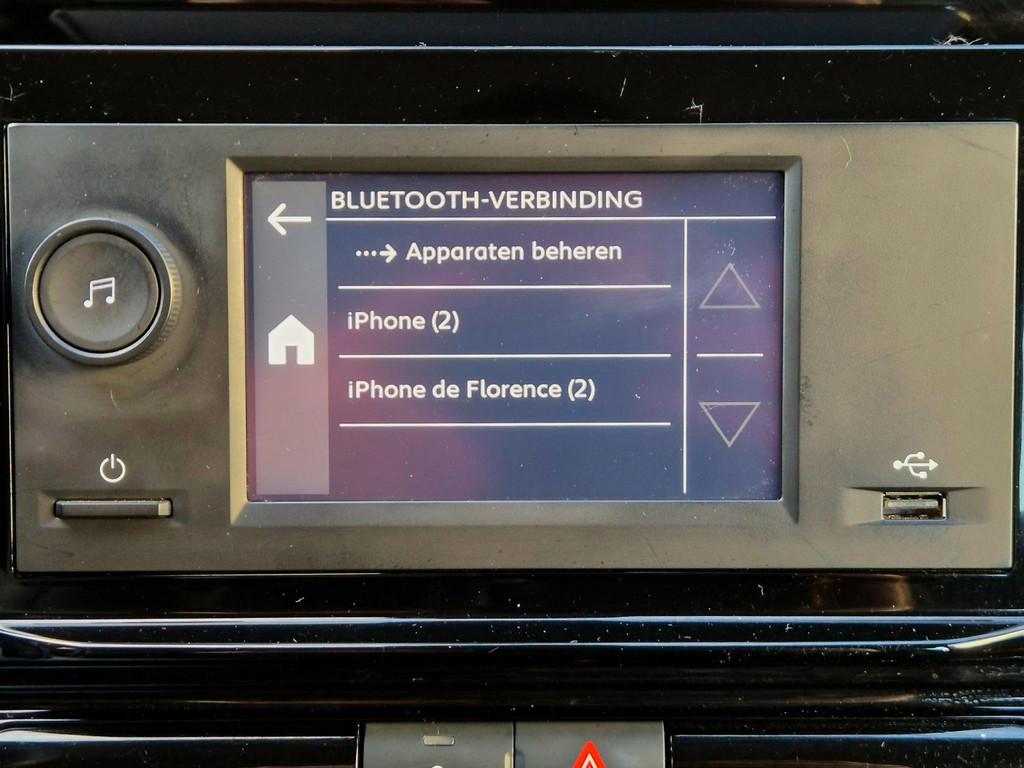 BLUETOOTH-VERBINDING
Apparaten beheren
iPhone (2)
iPhone de Florence (2)